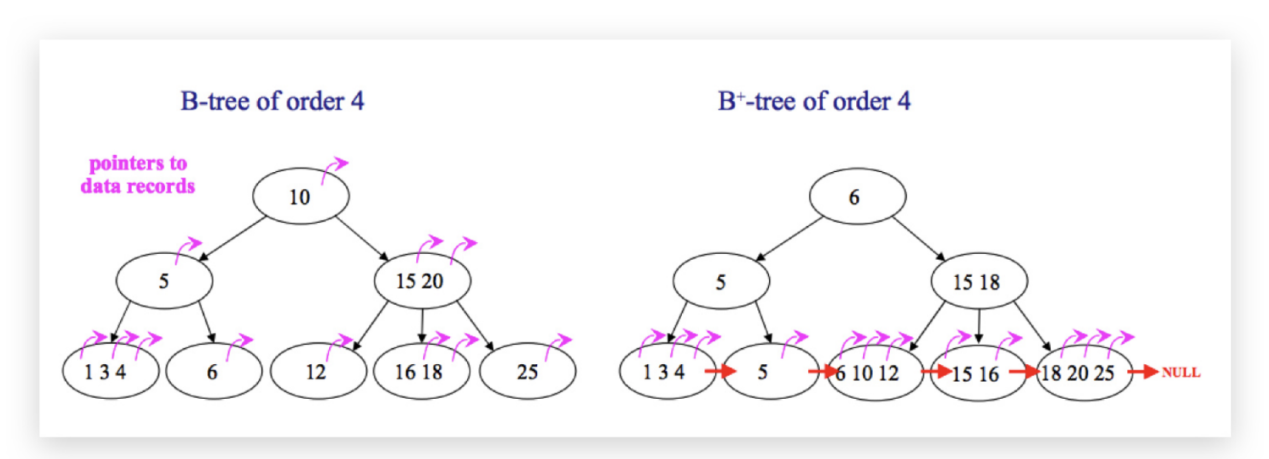 B-tree of order 4
pointers to
data records
10
5
15 20
1 3 4
6
12
16 18
25
B+-tree of order 4
6
5
15 18
1 3 4
5
6 10 12
15 16
18 20 25
NULL